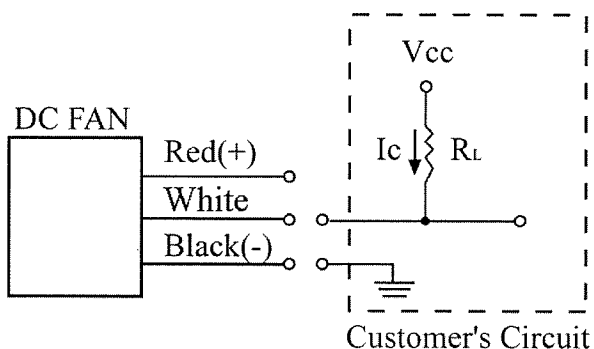 Vcc
DC FAN
Red(+)
Ic
RL
White
Black(-)
Customer's Circuit